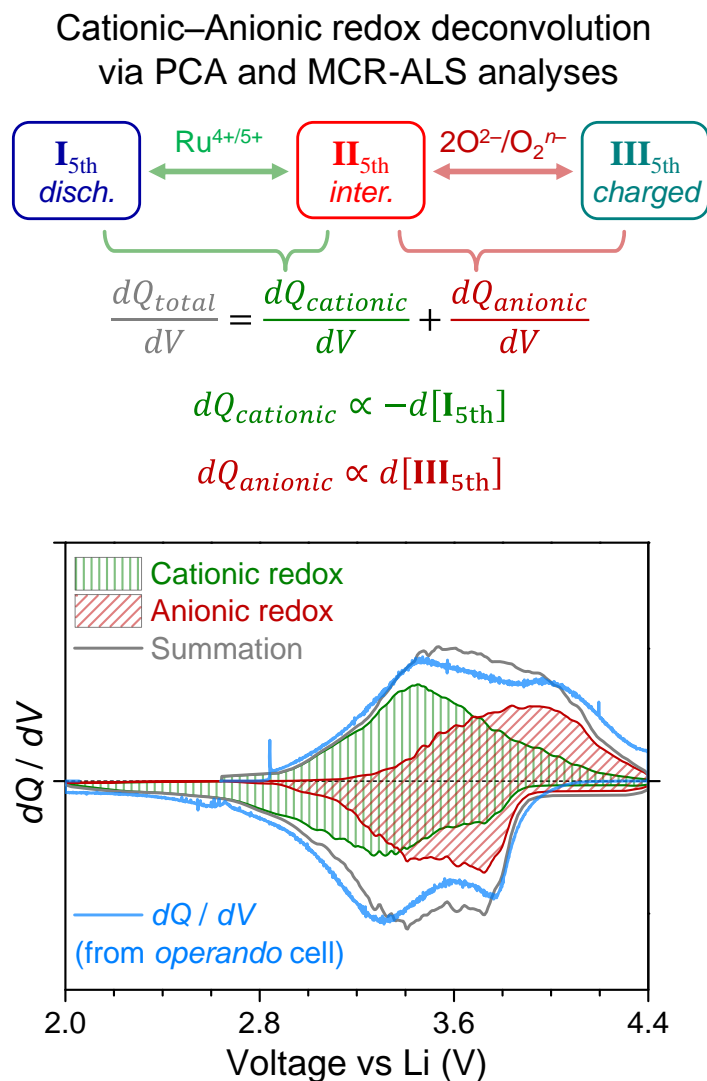 Cationic–Anionic redox deconvolution
via PCA and MCR-ALS analyses
I5th disch.
Ru4+/5+
II5th inter.
2O2–/O2n–
III5th charged
dQtotal/dV = dQcationic/dV + dQanionic/dV
dQcationic ∝ −d[I5th]
dQanionic ∝ d[III5th]
Cationic redox
Anionic redox
Summation
dQ / dV
dQ / dV
(from operando cell)
2.0 2.8 3.6 4.4
Voltage vs Li (V)